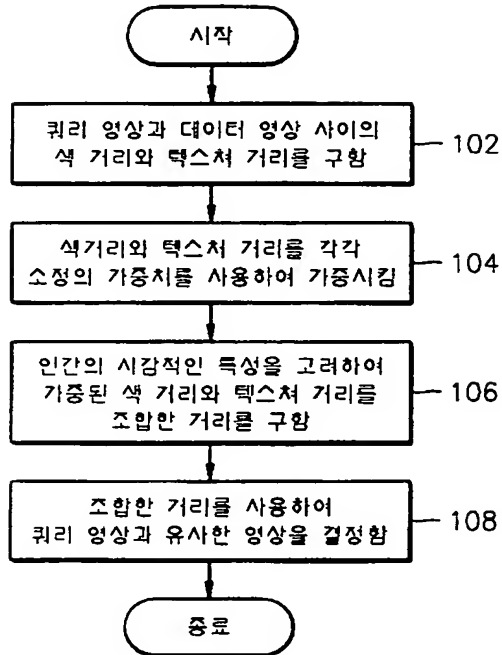 시작
쿼리 영상과 데이터 영상 사이의
색 거리와 텍스쳐 거리를 구함
102
색거리와 텍스쳐 거리를 각각
소정의 가중치를 사용하여 가중시킴
104
인간의 시감적인 특성을 고려하여
가중된 색 거리와 텍스쳐 거리를
조합한 거리를 구함
106
조합한 거리를 사용하여
쿼리 영상과 유사한 영상을 결정함
108
종료